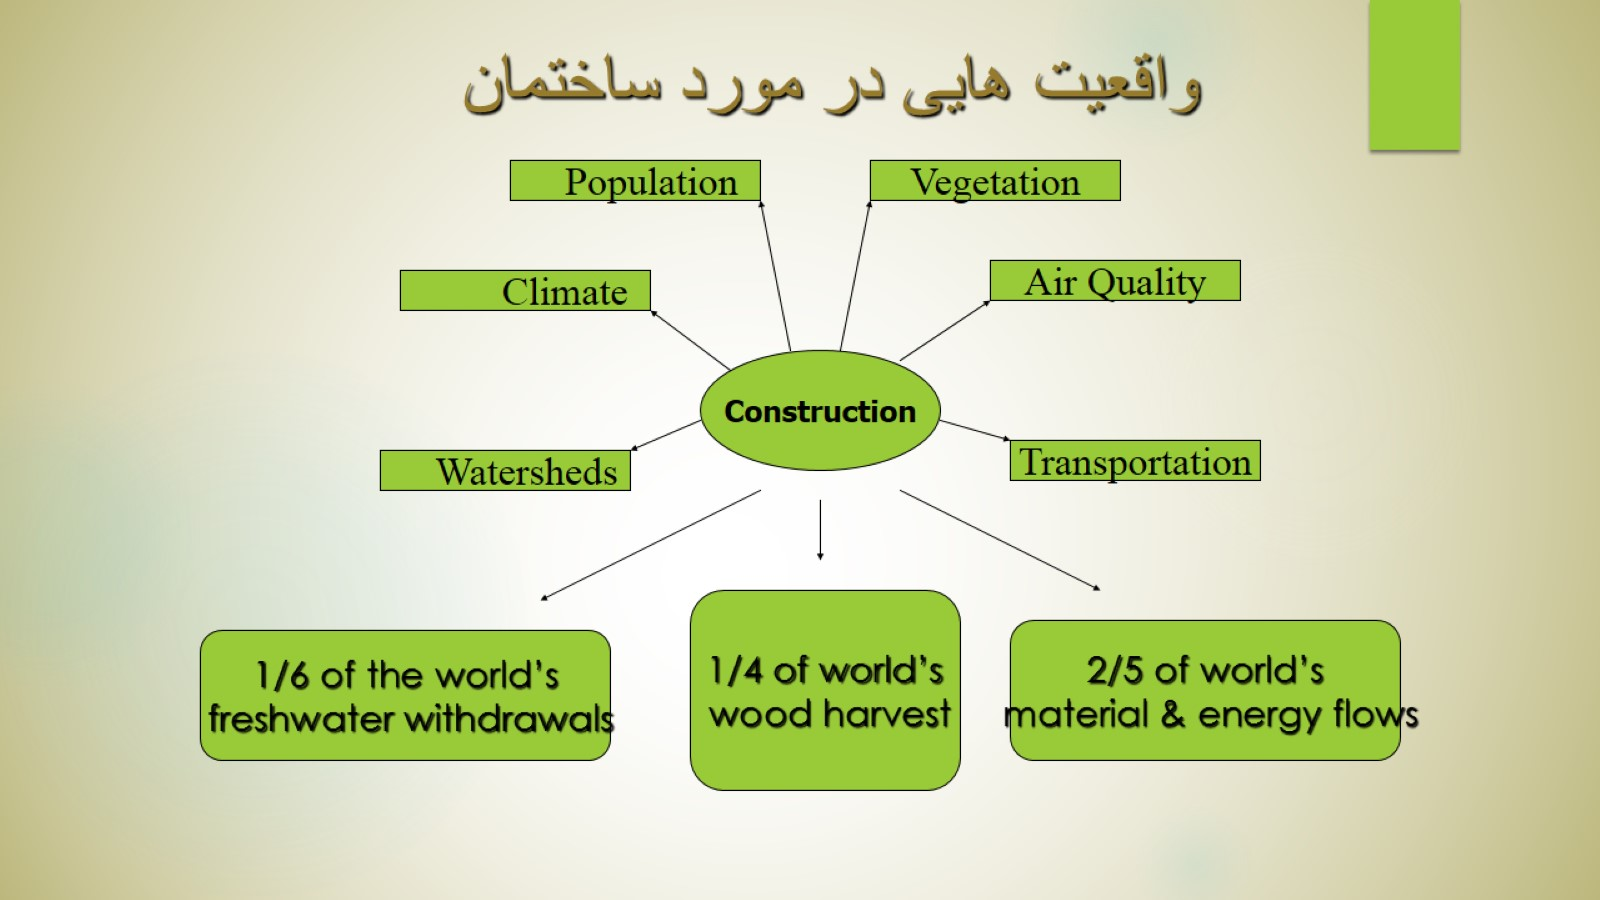 واقعیت هایی در مورد ساختمان
Population
Vegetation
Climate
Air Quality
Construction
Watersheds
Transportation
1/6 of the world’s
freshwater withdrawals
1/4 of world’s
wood harvest
2/5 of world’s
material & energy flows